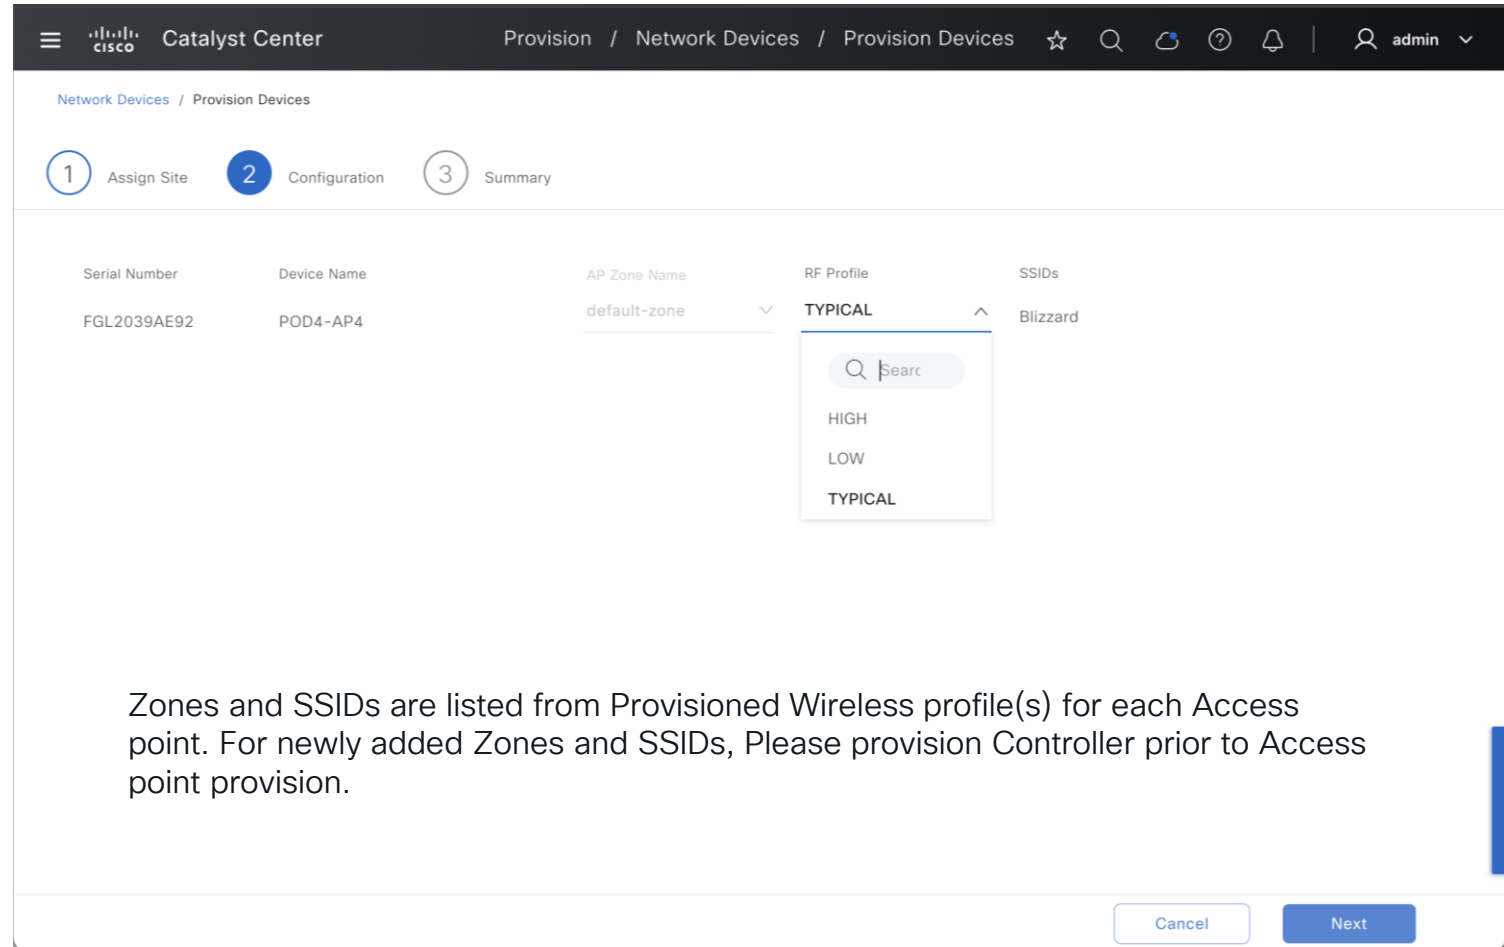 cisco Catalyst Center Provision / Network Devices / Provision Devices admin
Network Devices / Provision Devices
1 Assign Site 2 Configuration 3 Summary
Serial Number Device Name AP Zone Name RF Profile SSIDs
FGL2039AE92 POD4-AP4 default-zone TYPICAL Blizzard
Searc
HIGH
LOW
TYPICAL
Zones and SSIDs are listed from Provisioned Wireless profile(s) for each Access
point. For newly added Zones and SSIDs, Please provision Controller prior to Access
point provision.
Cancel Next